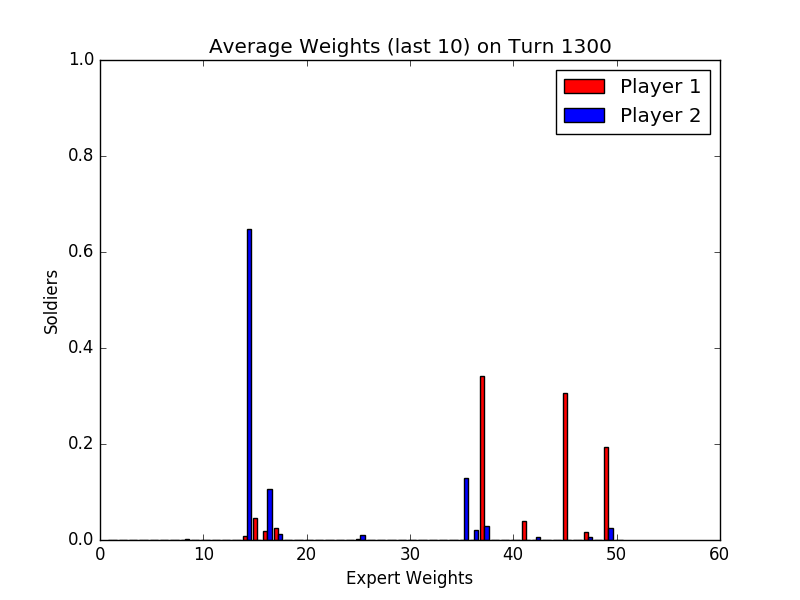 Average Weights (last 10) on Turn 1300
1.0
Player 1
Player 2
0.8
0.6
Soldiers
0.4
0.2
0.0
0 10 20 30 40 50 60
Expert Weights